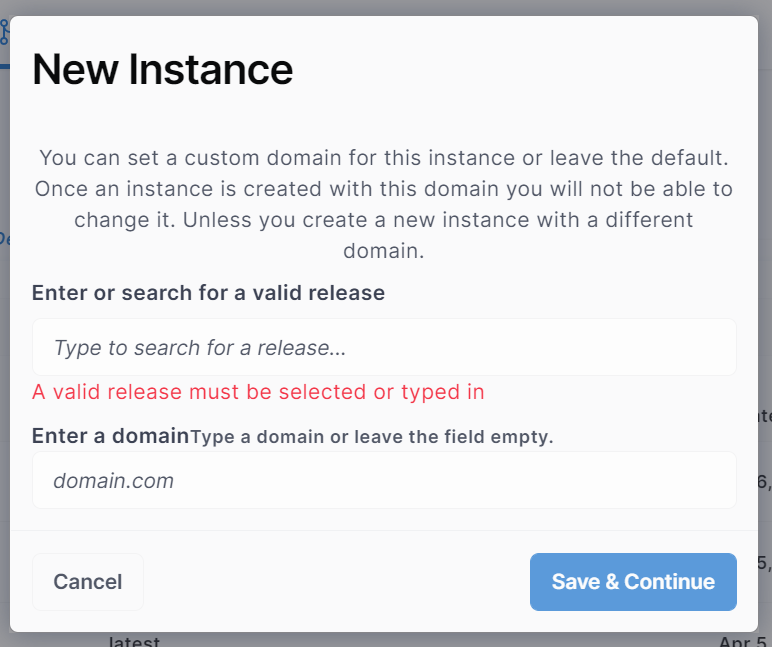 New Instance
You can set a custom domain for this instance or leave the default.
Once an instance is created with this domain you will not be able to
change it. Unless you create a new instance with a different
domain.
Enter or search for a valid release
Type to search for a release...
A valid release must be selected or typed in
Enter a domainType a domain or leave the field empty.
domain.com
Cancel
Save & Continue
latest
Apr 5